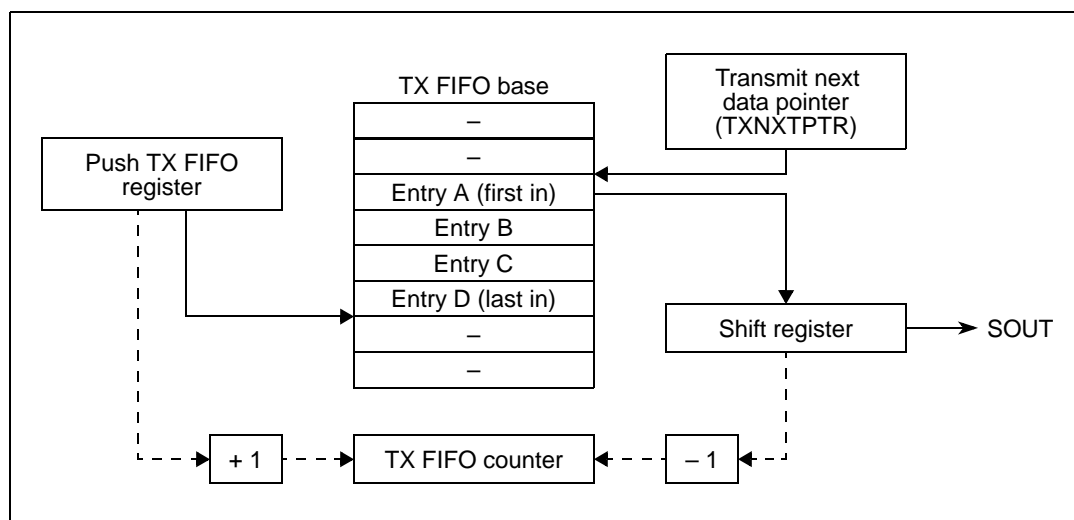 TX FIFO base
Transmit next
data pointer
(TXNXTPTR)
Push TX FIFO
register
–
–
Entry A (first in)
Entry B
Entry C
Entry D (last in)
–
–
Shift register
SOUT
+ 1
TX FIFO counter
– 1